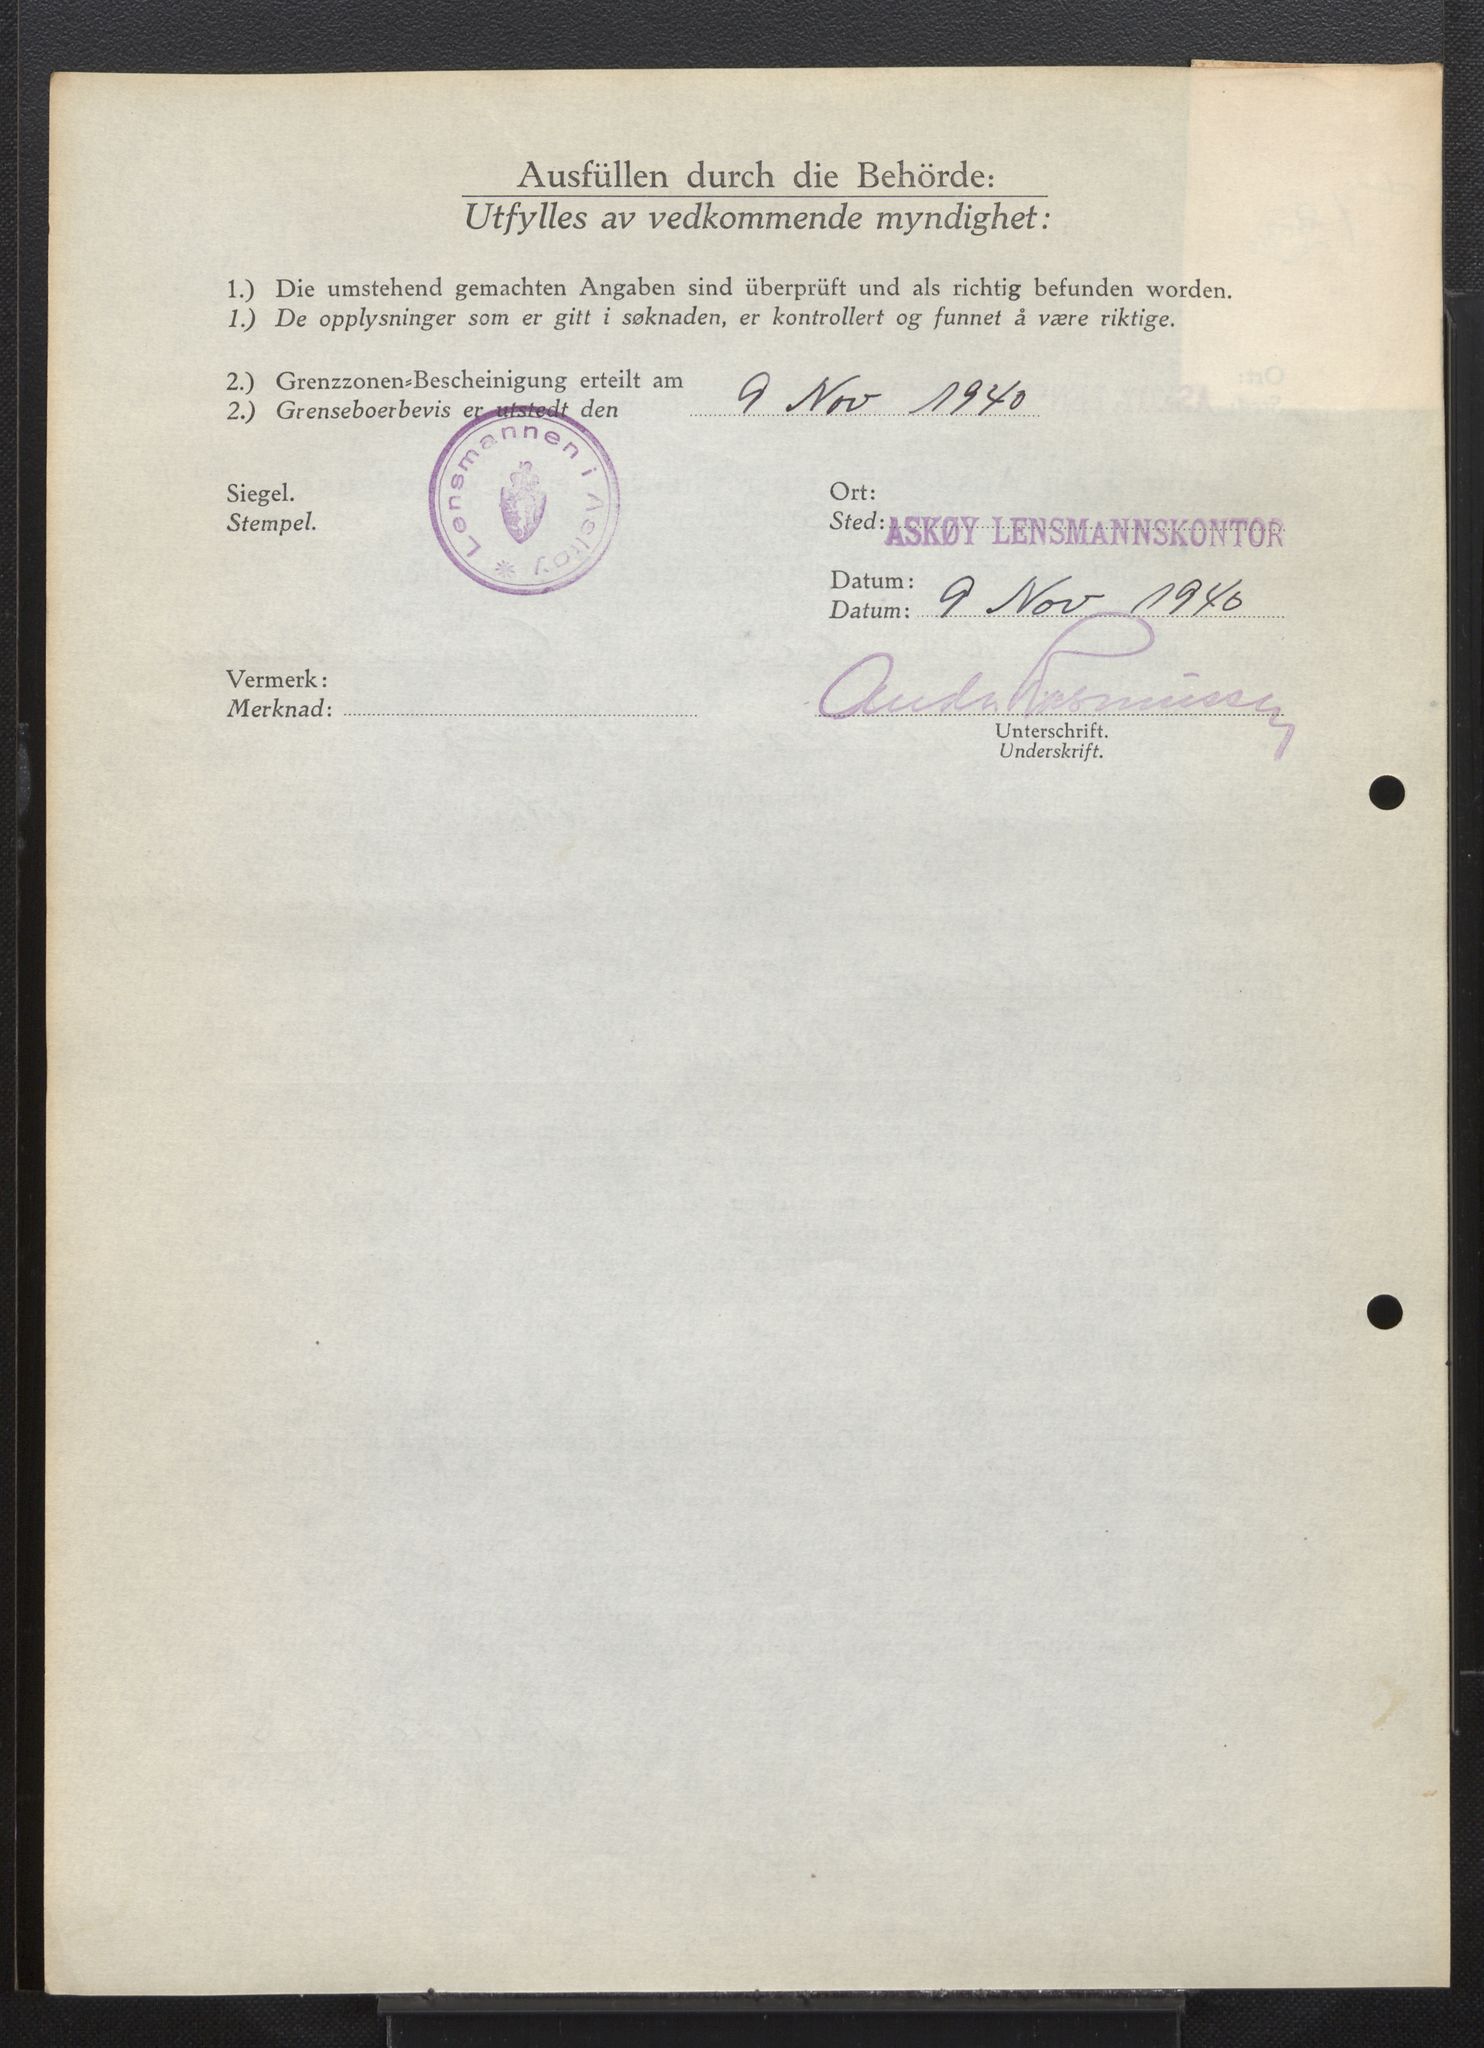 Ausfüllen durch die Behörde:
Utfylles av vedkommende myndighet:
1.) Die umstehend gemachten Angaben sind überprüft und als richtig befunden worden.
1.) De opplysninger som er gitt i søknaden, er kontrollert og funnet å være riktige.
2.) Grenzzonen-Bescheinigung erteilt am
2.) Grenseboerbevis er utstedt den 9 Nov 1940
Lensmannen i Askøy
Siegel.
Stempel.
Ort:
Sted: ASKØY LENSMANNSKONTOR
Datum:
Datum: 9 Nov 1940
Vermerk:
Merknad:
Rasmussen
Unterschrift.
Underskrift.